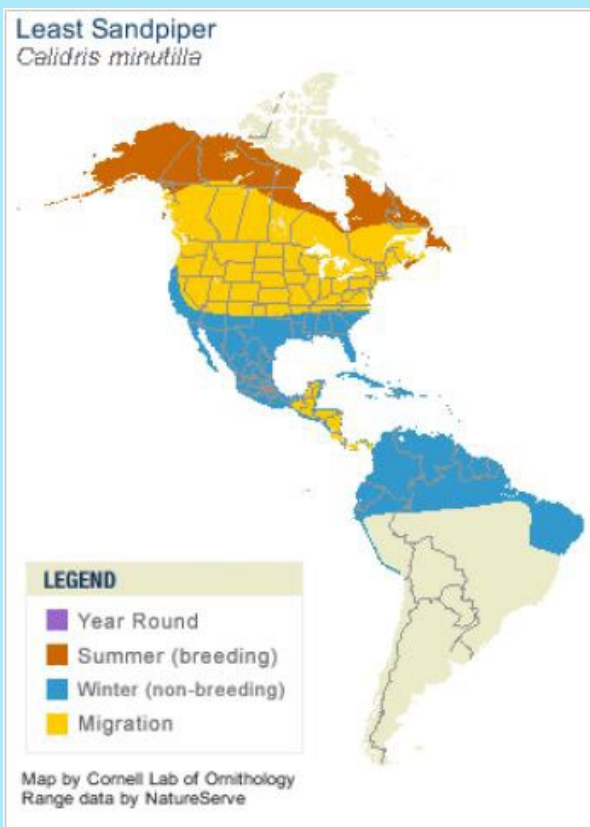 Least Sandpiper
Calidris minutilla
LEGEND
Year Round
Summer (breeding)
Winter (non-breeding)
Migration
Map by Cornell Lab of Ornithology
Range data by NatureServe